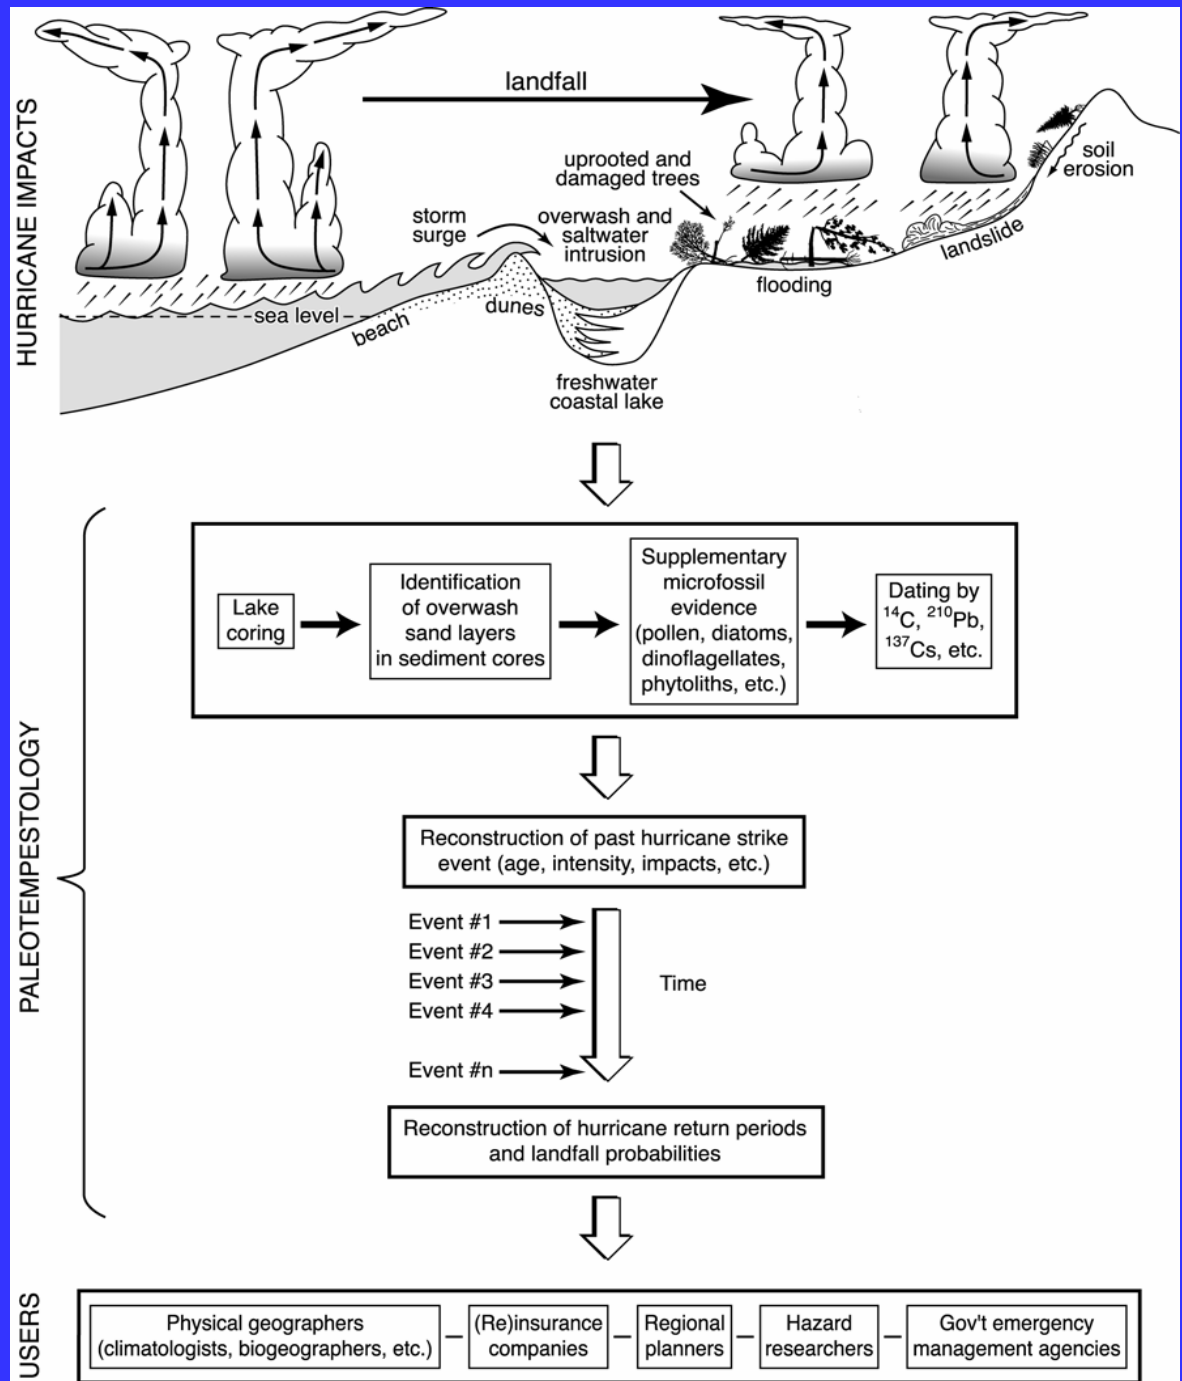 HURRICANE IMPACTS
landfall
uprooted and
damaged trees
soil
erosion
storm
surge
overwash and
saltwater
intrusion
landslide
flooding
sea level
beach
dunes
freshwater
coastal lake
PALEOTEMPESTOLOGY
Lake
coring
Identification
of overwash
sand layers
in sediment cores
Supplementary
microfossil
evidence
(pollen, diatoms,
dinoflagellates,
phytoliths, etc.)
Dating by
¹⁴C, ²¹⁰Pb,
¹³⁷Cs, etc.
Reconstruction of past hurricane strike
event (age, intensity, impacts, etc.)
Event #1
Event #2
Event #3
Event #4
Event #n
Time
Reconstruction of hurricane return periods
and landfall probabilities
USERS
Physical geographers
(climatologists, biogeographers, etc.)
(Re)insurance
companies
Regional
planners
Hazard
researchers
Gov't emergency
management agencies